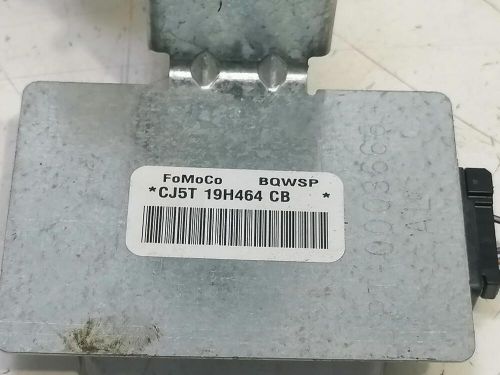 FoMoCo BQWSP
*CJ5T 19H464 CB *